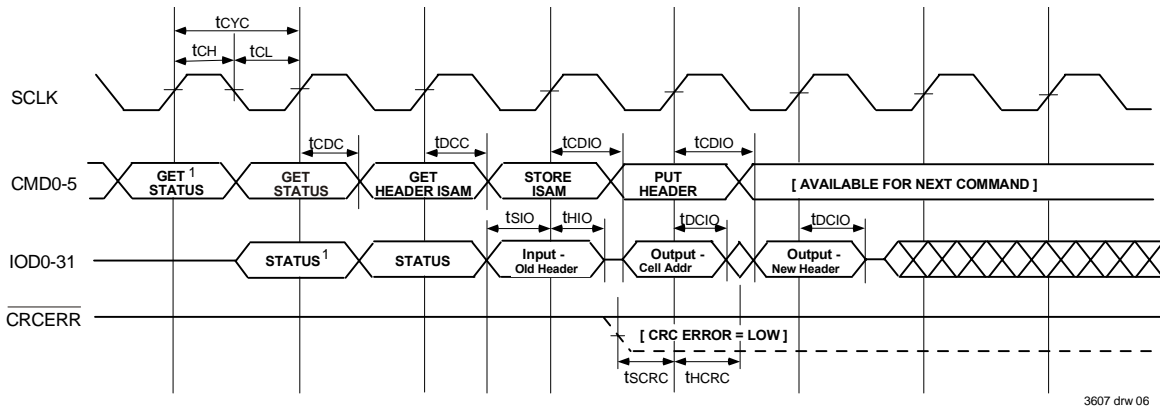 tCYC
tCH tCL
SCLK
tCDC tDCC tCDIO tCDIO
CMD0-5 GET 1 STATUS GET STATUS GET HEADER ISAM STORE ISAM PUT HEADER [ AVAILABLE FOR NEXT COMMAND ]
tSIO tHIO tDCIO tDCIO
IOD0-31 STATUS 1 STATUS Input - Old Header Output - Cell Addr Output - New Header
CRCERR [ CRC ERROR = LOW ]
tSCRC tHCRC
3607 drw 06